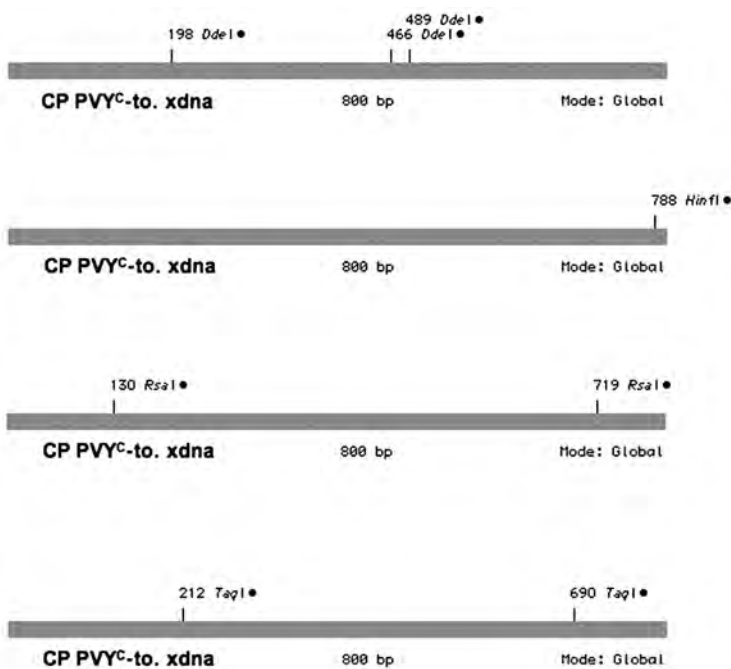 489 DdeI●
198 DdeI● 466 DdeI●
CP PVYC-to. xdna 800 bp Mode: Global
788 HinfI●
CP PVYC-to. xdna 800 bp Mode: Global
130 RsaI● 719 RsaI●
CP PVYC-to. xdna 800 bp Mode: Global
212 TaqI● 690 TaqI●
CP PVYC-to. xdna 800 bp Mode: Global